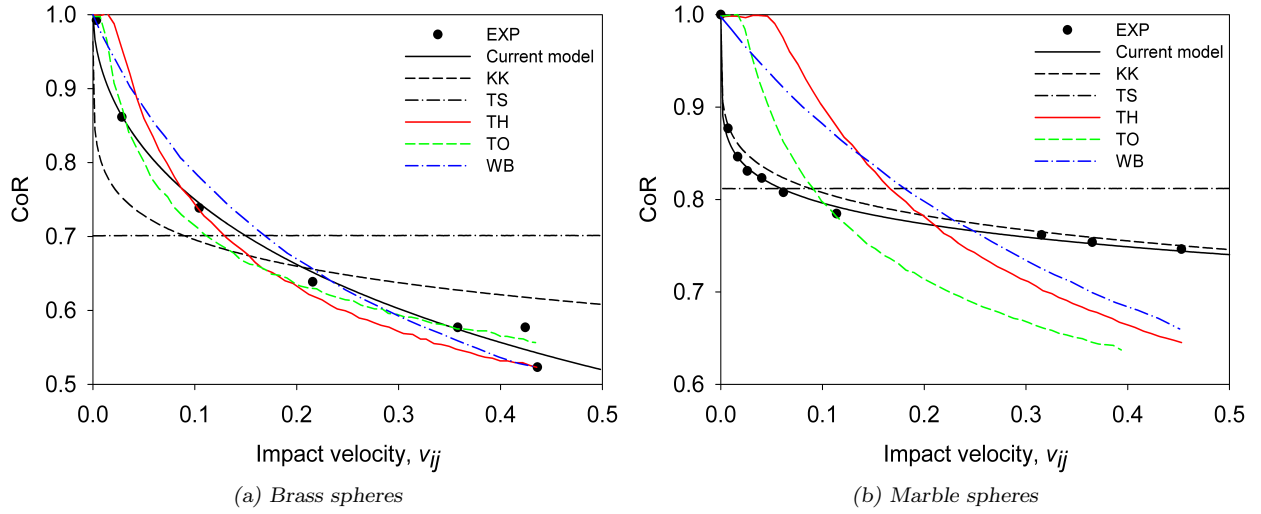 1.0
0.9
0.8
0.7
0.6
0.5
CoR
0.0 0.1 0.2 0.3 0.4 0.5
Impact velocity, vij
EXP
Current model
KK
TS
TH
TO
WB
(a) Brass spheres
1.0
0.9
0.8
0.7
0.6
CoR
0.0 0.1 0.2 0.3 0.4 0.5
Impact velocity, vij
EXP
Current model
KK
TS
TH
TO
WB
(b) Marble spheres